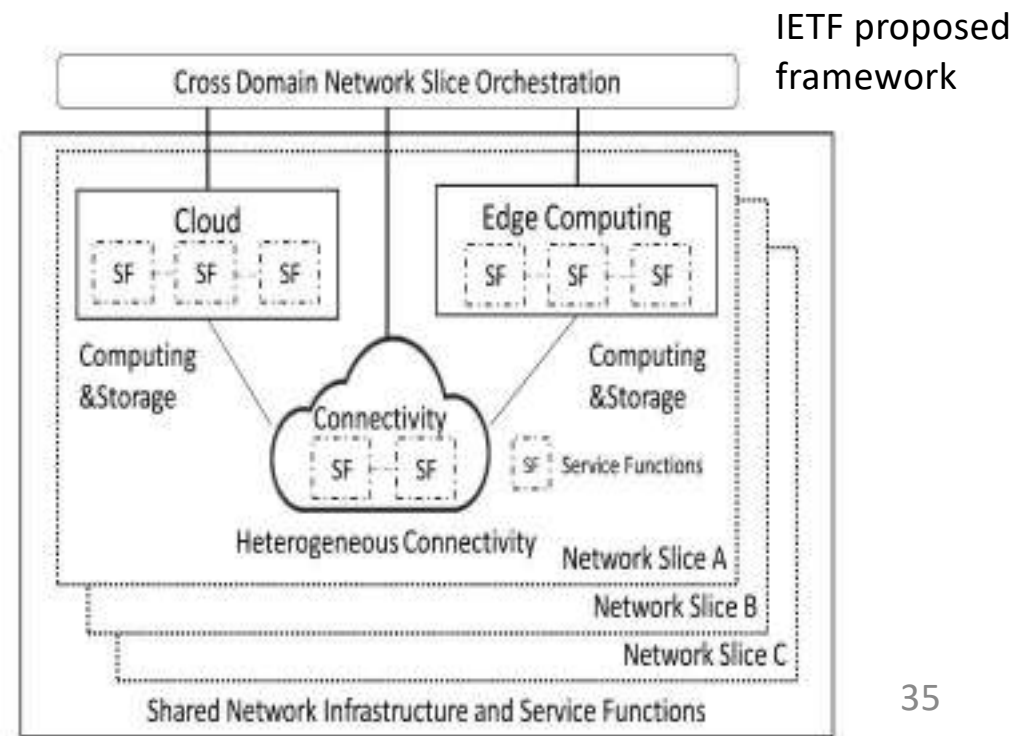 IETF proposed
framework
Cross Domain Network Slice Orchestration
Cloud
SF SF SF
Edge Computing
SF SF SF
Computing
&Storage
Computing
&Storage
Connectivity
SF SF
SF Service Functions
Heterogeneous Connectivity
Network Slice A
Network Slice B
Network Slice C
Shared Network Infrastructure and Service Functions
35